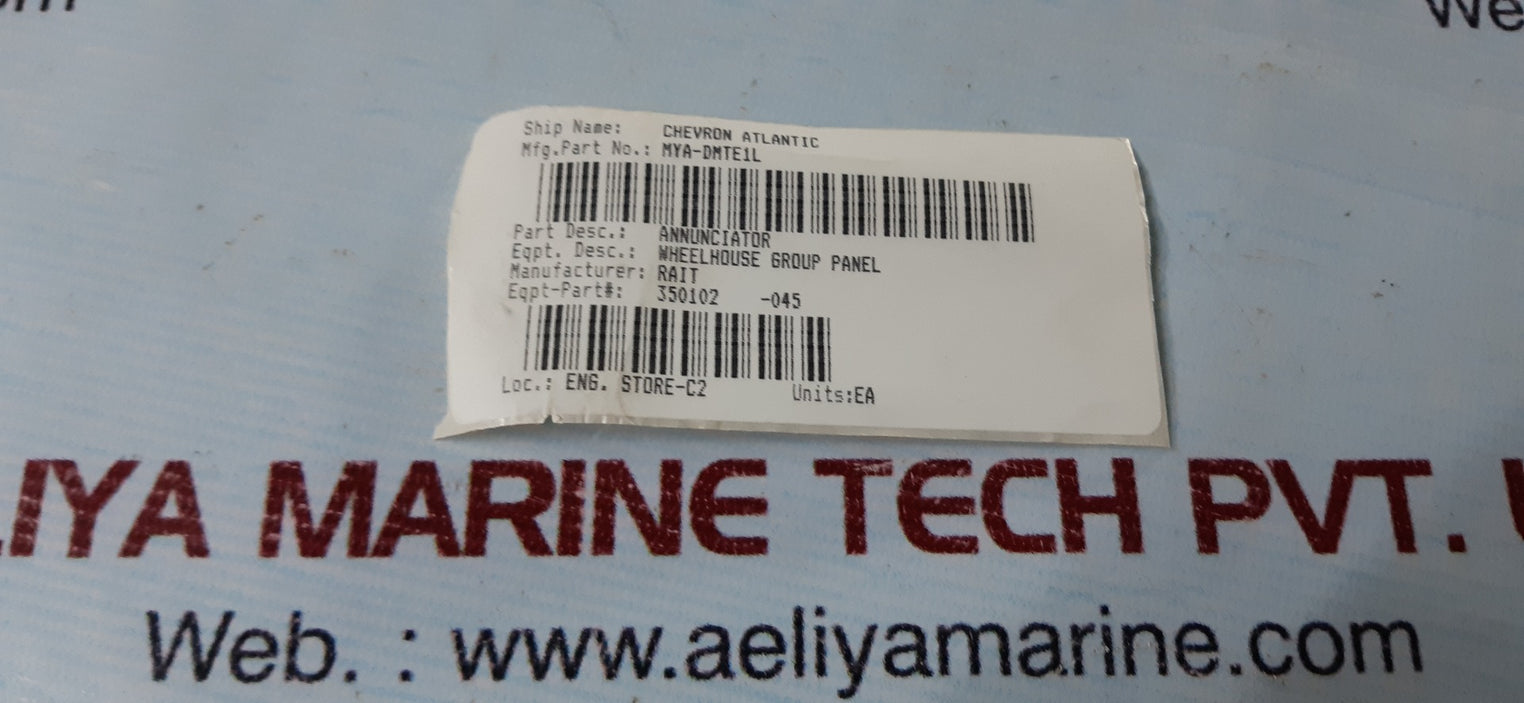 We
Ship Name: CHEVRON ATLANTIC
Mfg.Part No.: MYA-DMTE1L
Part Desc.: ANNUNCIATOR
Eqpt. Desc.: WHEELHOUSE GROUP PANEL
Manufacturer: RAIT
Eqpt-Part#: 350102 -045
Loc.: ENG. STORE-C2 Units:EA
IYA MARINE TECH PVT.
Web. : www.aeliyamarine.com